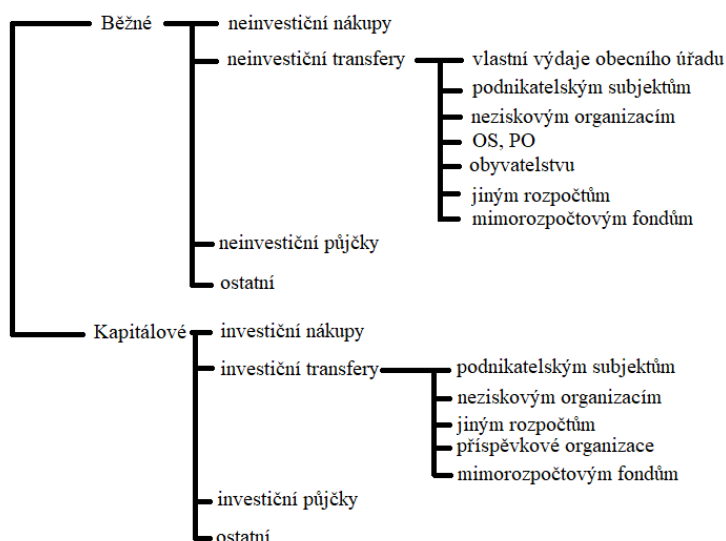 Běžné
neinvestiční nákupy
neinvestiční transfery
vlastní výdaje obecního úřadu
podnikatelským subjektům
neziskovým organizacím
OS, PO
obyvatelstvu
jiným rozpočtům
mimorozpočtovým fondům
neinvestiční půjčky
ostatní
Kapitálové
investiční nákupy
investiční transfery
podnikatelským subjektům
neziskovým organizacím
jiným rozpočtům
příspěvkové organizace
mimorozpočtovým fondům
investiční půjčky
ostatní